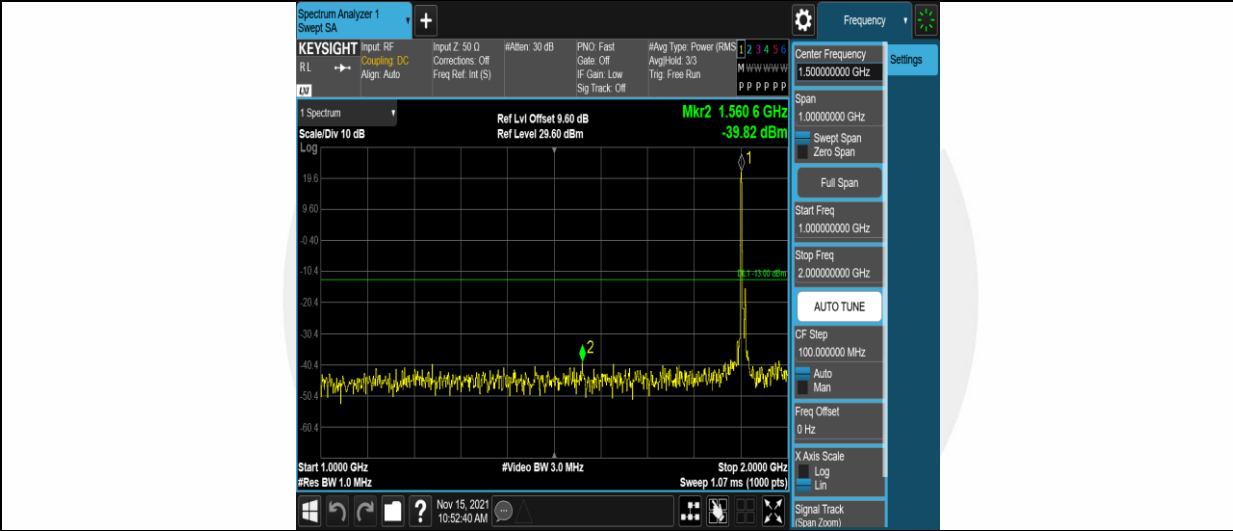 Spectrum Analyzer 1
Swept SA
+
Frequency
KEYSIGHT
RL
LXI
Input: RF
Coupling: DC
Align: Auto
Input Z: 50 Ω
Corrections: Off
Freq Ref: Int (S)
#Atten: 30 dB
PNO: Fast
Gate: Off
IF Gain: Low
Sig Track: Off
#Avg Type: Power (RMS
Avg|Hold: 3/3
Trig: Free Run
1 2 3 4 5 6
M W W W W W
P P P P P P
Center Frequency
1.500000000 GHz
Settings
Span
1.00000000 GHz
Swept Span
Zero Span
Full Span
Start Freq
1.000000000 GHz
Stop Freq
2.000000000 GHz
AUTO TUNE
CF Step
100.000000 MHz
Auto
Man
Freq Offset
0 Hz
X Axis Scale
Log
Lin
Signal Track
(Span Zoom)
1 Spectrum
Scale/Div 10 dB
Ref Lvl Offset 9.60 dB
Ref Level 29.60 dBm
Mkr2 1.560 6 GHz
-39.82 dBm
Log
1
19.6
9.60
-0.40
-10.4
DL1 -13.00 dBm
-20.4
-30.4
2
-40.4
-50.4
-60.4
Start 1.0000 GHz
#Video BW 3.0 MHz
Stop 2.0000 GHz
#Res BW 1.0 MHz
Sweep 1.07 ms (1000 pts)
?
Nov 15, 2021
10:52:40 AM